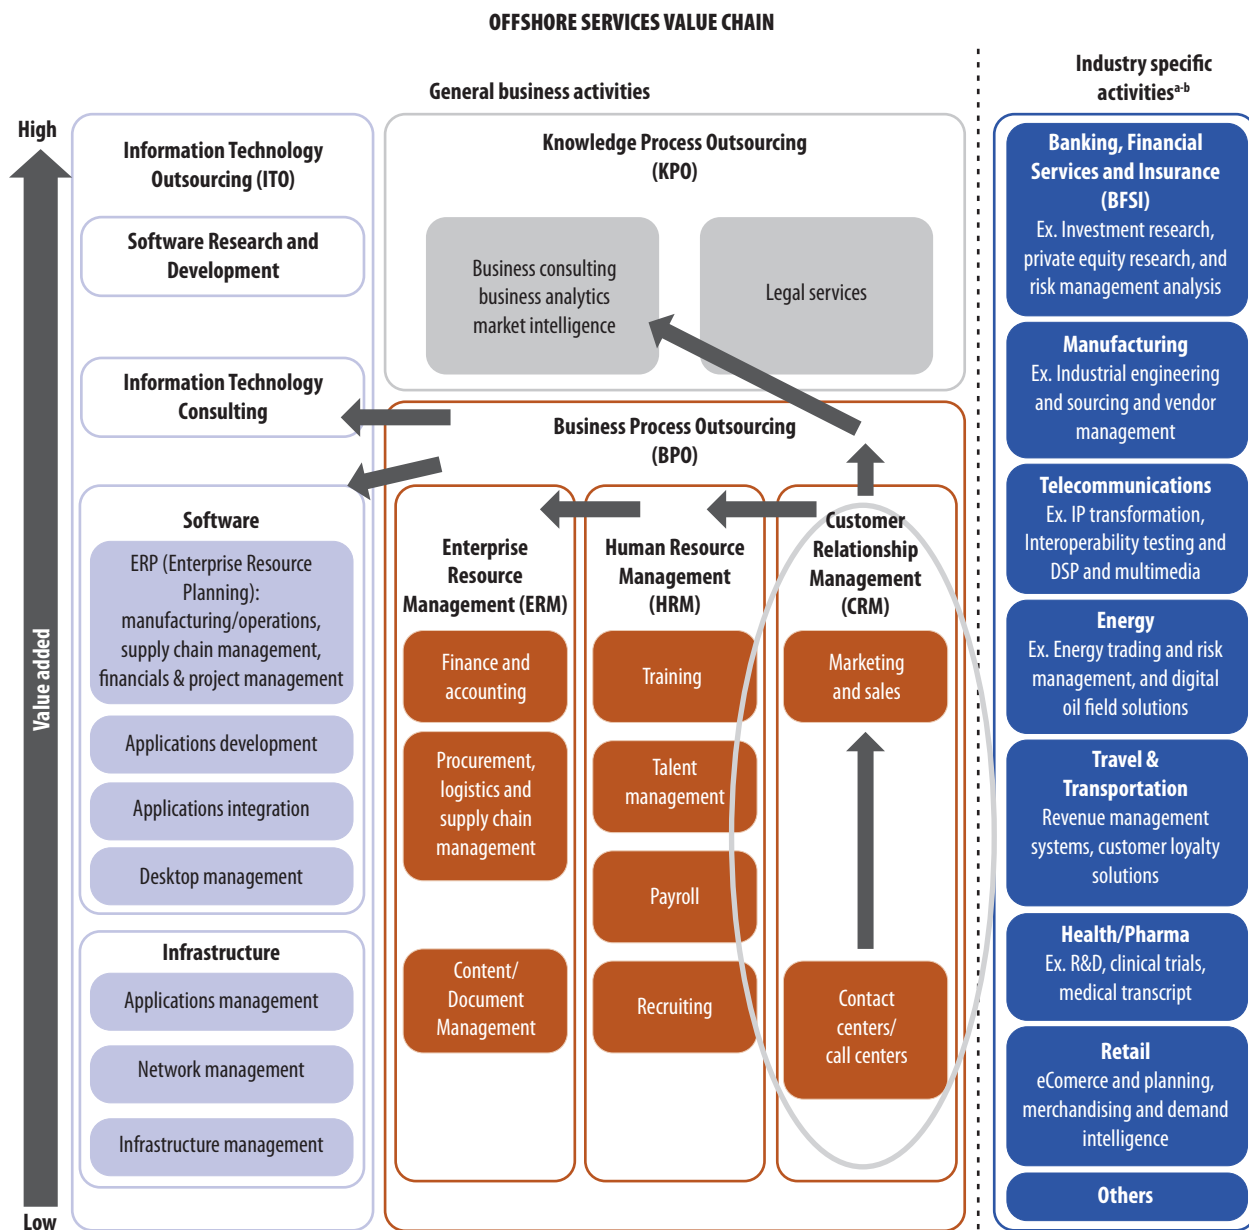 OFFSHORE SERVICES VALUE CHAIN
General business activities
Industry specific
activitiesa-b
High
Value added
Low
Information Technology
Outsourcing (ITO)
Software Research and
Development
Information Technology
Consulting
Software
ERP (Enterprise Resource
Planning):
manufacturing/operations,
supply chain management,
financials & project management
Applications development
Applications integration
Desktop management
Infrastructure
Applications management
Network management
Infrastructure management
Knowledge Process Outsourcing
(KPO)
Business consulting
business analytics
market intelligence
Legal services
Business Process Outsourcing
(BPO)
Enterprise
Resource
Management (ERM)
Finance and
accounting
Procurement,
logistics and
supply chain
management
Content/
Document
Management
Human Resource
Management
(HRM)
Training
Talent
management
Payroll
Recruiting
Customer
Relationship
Management
(CRM)
Marketing
and sales
Contact
centers/
call centers
Banking, Financial
Services and Insurance
(BFSI)
Ex. Investment research,
private equity research, and
risk management analysis
Manufacturing
Ex. Industrial engineering
and sourcing and vendor
management
Telecommunications
Ex. IP transformation,
Interoperability testing and
DSP and multimedia
Energy
Ex. Energy trading and risk
management, and digital
oil field solutions
Travel &
Transportation
Revenue management
systems, customer loyalty
solutions
Health/Pharma
Ex. R&D, clinical trials,
medical transcript
Retail
eComerce and planning,
merchandising and demand
intelligence
Others